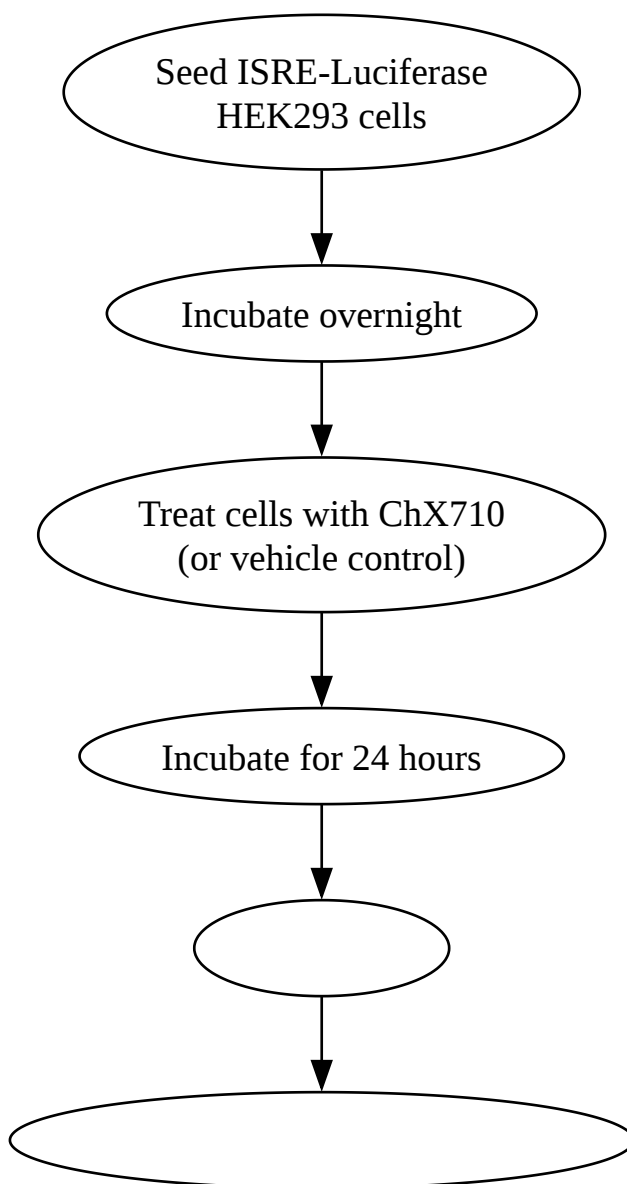 Seed ISRE-Luciferase
HEK293 cells
Incubate overnight
Treat cells with ChX710
(or vehicle control)
Incubate for 24 hours